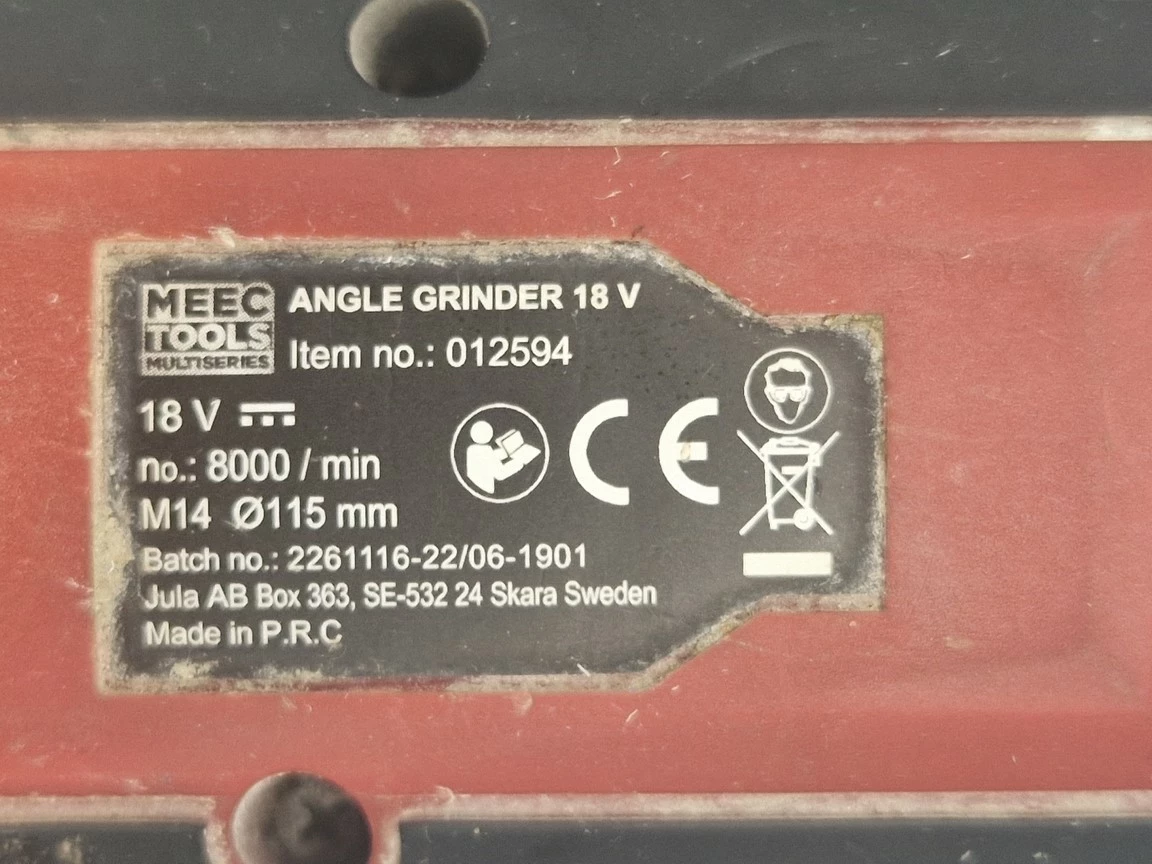 MEEC
TOOLS
MULTISERIES
ANGLE GRINDER 18 V
Item no.: 012594
18 V
no.: 8000 / min
M14 Ø115 mm
Batch no.: 2261116-22/06-1901
Jula AB Box 363, SE-532 24 Skara Sweden
Made in P.R.C
CE